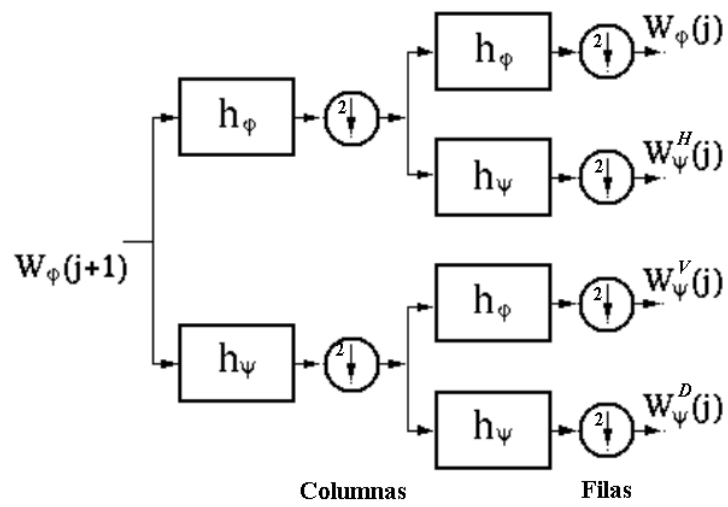 h_φ 2↓ W_φ(j)
h_φ 2↓
h_ψ 2↓ W_ψ^H(j)
W_φ(j+1)
h_φ 2↓ W_ψ^V(j)
h_ψ 2↓
h_ψ 2↓ W_ψ^D(j)
Columnas Filas